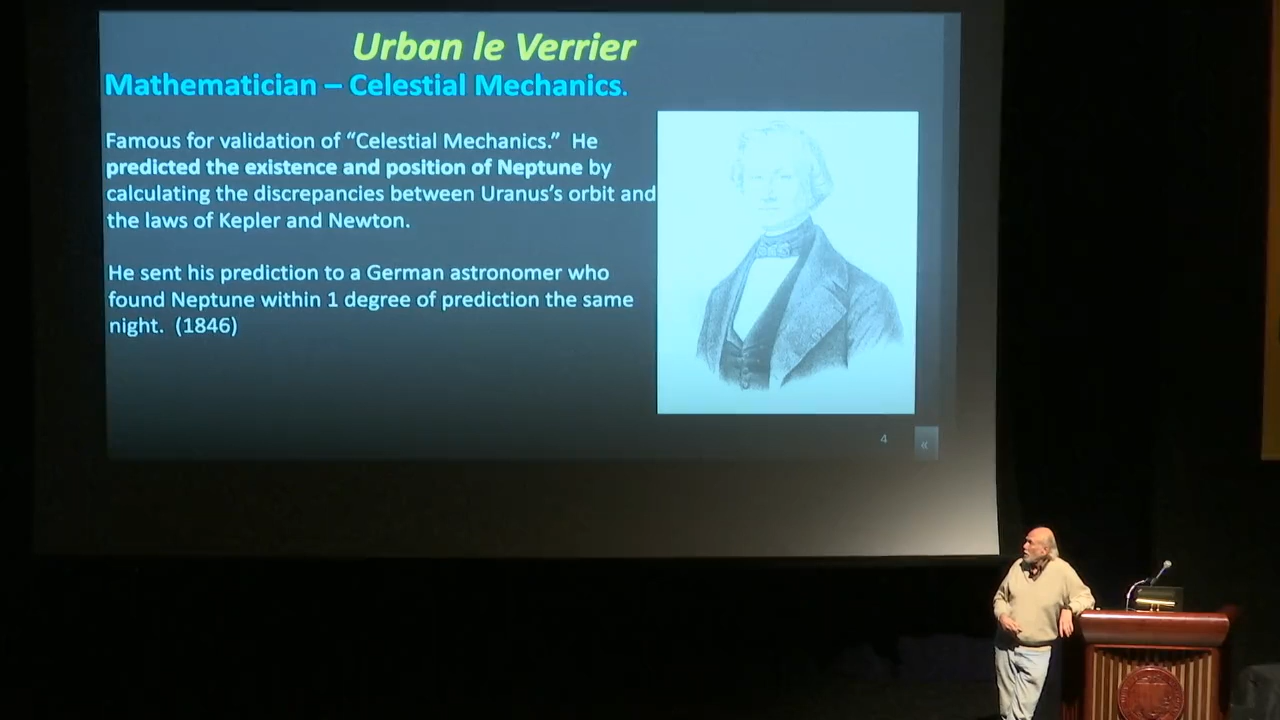 Urban le Verrier
Mathematician – Celestial Mechanics.
Famous for validation of “Celestial Mechanics.” He
predicted the existence and position of Neptune by
calculating the discrepancies between Uranus’s orbit and
the laws of Kepler and Newton.
He sent his prediction to a German astronomer who
found Neptune within 1 degree of prediction the same
night. (1846)
4